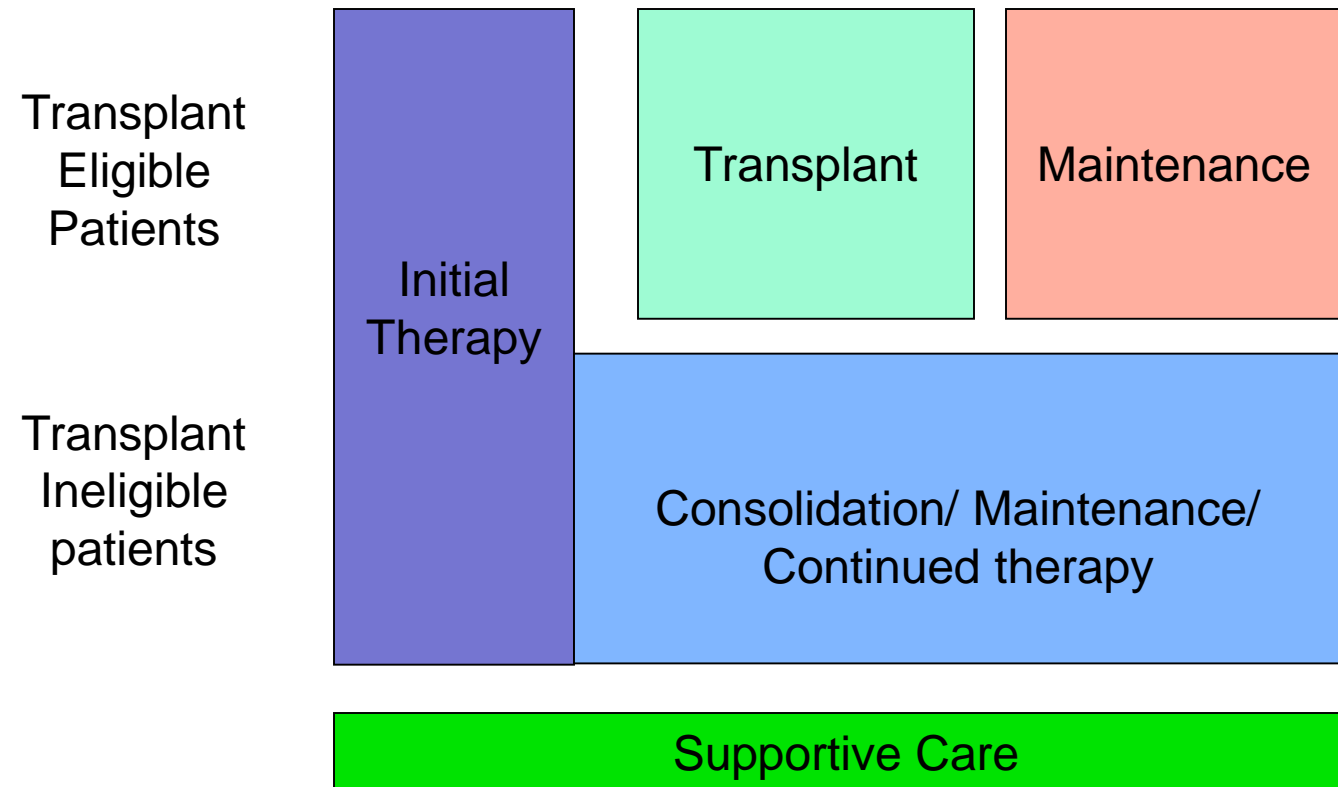 Transplant
Eligible
Patients
Initial
Therapy
Transplant
Maintenance
Transplant
Ineligible
patients
Consolidation/ Maintenance/
Continued therapy
Supportive Care